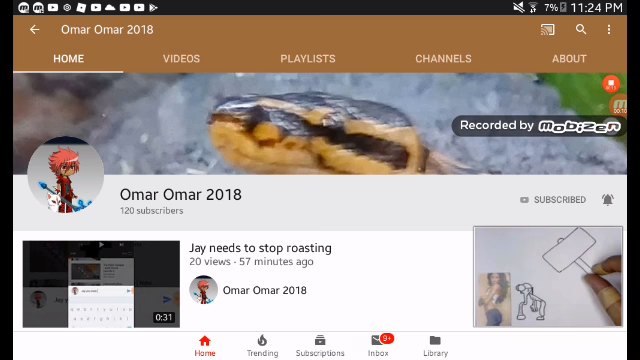 7% 11:24 PM
Omar Omar 2018
HOME VIDEOS PLAYLISTS CHANNELS ABOUT
Recorded by MOBIZEN
Omar Omar 2018
120 subscribers
SUBSCRIBED
Jay needs to stop roasting
20 views · 57 minutes ago
Omar Omar 2018
0:31
9+
Home Trending Subscriptions Inbox Library